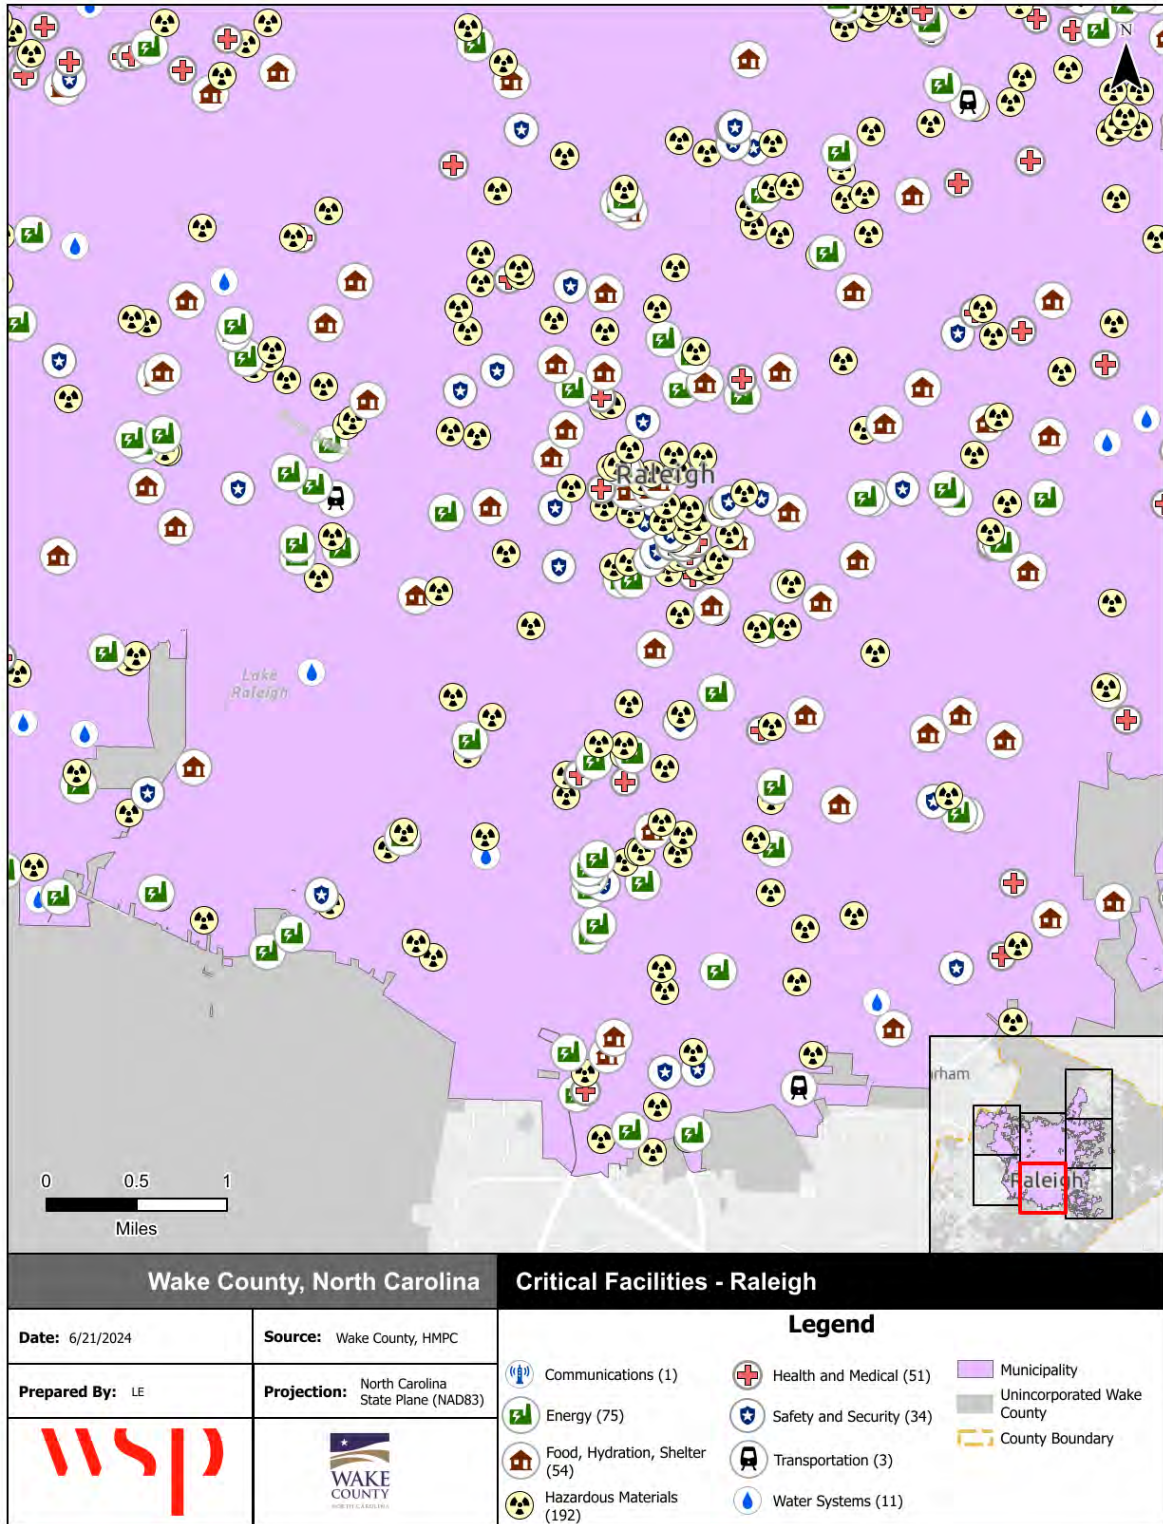 N
Raleigh
Lake
Raleigh
0 0.5 1
Miles
rham
Raleigh
Wake County, North Carolina
Critical Facilities - Raleigh
Date: 6/21/2024
Source: Wake County, HMPC
Prepared By: LE
Projection: North Carolina
State Plane (NAD83)
wsp
WAKE
COUNTY
NORTH CAROLINA
Legend
Communications (1)
Energy (75)
Food, Hydration, Shelter
(54)
Hazardous Materials
(192)
Health and Medical (51)
Safety and Security (34)
Transportation (3)
Water Systems (11)
Municipality
Unincorporated Wake
County
County Boundary